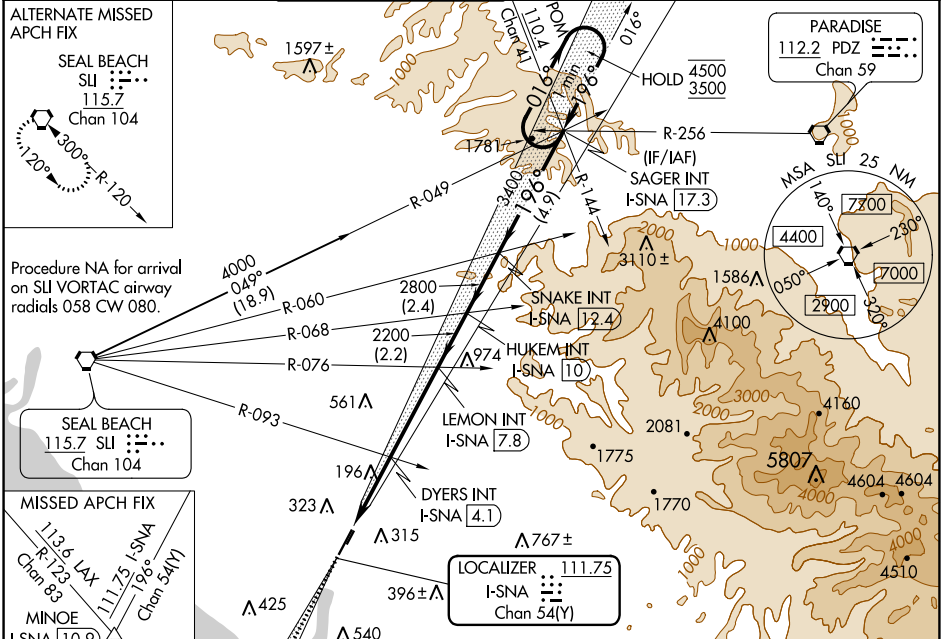 ALTERNATE MISSED
APCH FIX
SEAL BEACH
SLI
115.7
Chan 104
300°
120°
R-120
1597±
1000
POM
110.4
Chan 41
016°
016°
1 min
196°
HOLD
4500
3500
PARADISE
112.2 PDZ
Chan 59
1000
R-256
1781
(IF/IAF)
SAGER INT
I-SNA 17.3
R-144
MSA SLI 25 NM
140°
7700
4400
230°
050°
7000
2900
320°
R-049
3400
196°
(4.9)
4000
049°
(18.9)
Procedure NA for arrival
on SLI VORTAC airway
radials 058 CW 080.
2000
1000
3110±
1586
R-060
2800
(2.4)
SNAKE INT
I-SNA 12.4
R-068
2200
(2.2)
HUKEM INT
I-SNA 10
4100
R-076
974
R-093
561
LEMON INT
I-SNA 7.8
1000
3000
2000
4160
2081
1775
SEAL BEACH
115.7 SLI
Chan 104
196
5807
4000
4604
4604
DYERS INT
I-SNA 4.1
1770
323
315
767±
4000
4510
MISSED APCH FIX
113.6 LAX
R-123
Chan 83
111.75 I-SNA
196°
Chan 54(Y)
MINOE
I-SNA 10.9
LOCALIZER 111.75
I-SNA
Chan 54(Y)
396±
425
540